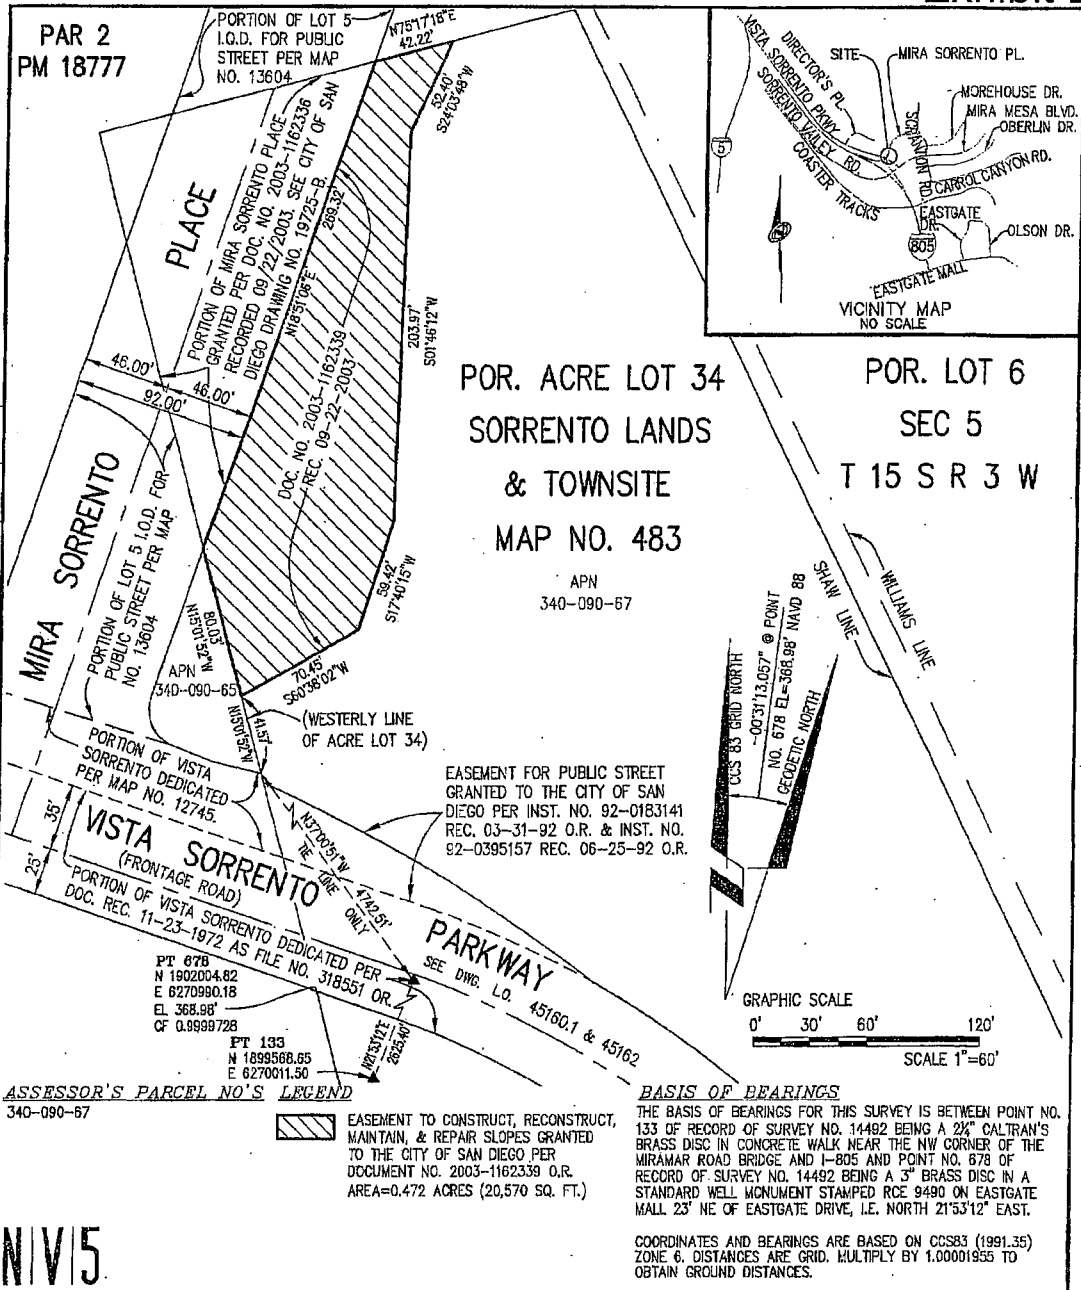 PAR 2
PM 18777
PORTION OF LOT 5
I.O.D. FOR PUBLIC
STREET PER MAP
NO. 13604
N75°17'18"E
42.22'
52.40'
S24°03'48"W
PORTION OF MIRA SORRENTO PLACE
GRANTED PER DOC. NO. 2003-1162336
RECORDED 09/22/2003, SEE CITY OF SAN
DIEGO DRAWING NO. 19725-B.
269.32'
N18°51'06"E
DOC. NO. 2003-1162339
REC. 09-22-2003
203.97'
S01°46'12"W
46.00'
46.00'
92.00'
MIRA SORRENTO PLACE
PORTION OF LOT 5 I.O.D. FOR
PUBLIC STREET PER MAP
NO. 13604
80.03'
N15°01'52"W
59.42'
S17°40'15"W
70.45'
S60°38'02"W
APN
340-090-65
41.57'
N15°01'52"W
(WESTERLY LINE
OF ACRE LOT 34)
VISTA SORRENTO PKWY
DIRECTOR'S PL.
SORRENTO VALLEY RD.
COASTER TRACKS
SITE
MIRA SORRENTO PL.
MOREHOUSE DR.
MIRA MESA BLVD.
OBERLIN DR.
SCRANTON RD.
CARROL CANYON RD.
EASTGATE
DR.
OLSON DR.
EASTGATE MALL
5
805
VICINITY MAP
NO SCALE
POR. ACRE LOT 34
SORRENTO LANDS
& TOWNSITE
MAP NO. 483
APN
340-090-67
POR. LOT 6
SEC 5
T 15 S R 3 W
SHAW LINE
WILLIAMS LINE
CCS 83 GRID NORTH
-00°31'13.057" @ POINT
NO. 678 EL=368.98' NAVD 88
GEODETIC NORTH
PORTION OF VISTA
SORRENTO DEDICATED
PER MAP NO. 12745.
EASEMENT FOR PUBLIC STREET
GRANTED TO THE CITY OF SAN
DIEGO PER INST. NO. 92-0183141
REC. 03-31-92 O.R. & INST. NO.
92-0395157 REC. 06-25-92 O.R.
35'
25'
VISTA SORRENTO PARKWAY
(FRONTAGE ROAD)
SEE DWG. L.O. 45160.1 & 45162
PORTION OF VISTA SORRENTO DEDICATED PER
DOC. REC. 11-23-1972 AS FILE NO. 318551 OR.
N37°00'51"W 4742.51'
TIE LINE ONLY
N21°53'12"E
2625.40'
PT 678
N 1902004.82
E 6270990.18
EL 368.98'
CF 0.9999728
PT 133
N 1899568.65
E 6270011.50
GRAPHIC SCALE
0' 30' 60' 120'
SCALE 1"=60'
ASSESSOR'S PARCEL NO'S
340-090-67
LEGEND
EASEMENT TO CONSTRUCT, RECONSTRUCT,
MAINTAIN, & REPAIR SLOPES GRANTED
TO THE CITY OF SAN DIEGO PER
DOCUMENT NO. 2003-1162339 O.R.
AREA=0.472 ACRES (20,570 SQ. FT.)
BASIS OF BEARINGS
THE BASIS OF BEARINGS FOR THIS SURVEY IS BETWEEN POINT NO.
133 OF RECORD OF SURVEY NO. 14492 BEING A 2½" CALTRAN'S
BRASS DISC IN CONCRETE WALK NEAR THE NW CORNER OF THE
MIRAMAR ROAD BRIDGE AND I-805 AND POINT NO. 678 OF
RECORD OF SURVEY NO. 14492 BEING A 3" BRASS DISC IN A
STANDARD WELL MONUMENT STAMPED RCE 9490 ON EASTGATE
MALL 23' NE OF EASTGATE DRIVE, I.E. NORTH 21°53'12" EAST.
COORDINATES AND BEARINGS ARE BASED ON CCS83 (1991.35)
ZONE 6. DISTANCES ARE GRID. MULTIPLY BY 1.00001955 TO
OBTAIN GROUND DISTANCES.
N|V|5